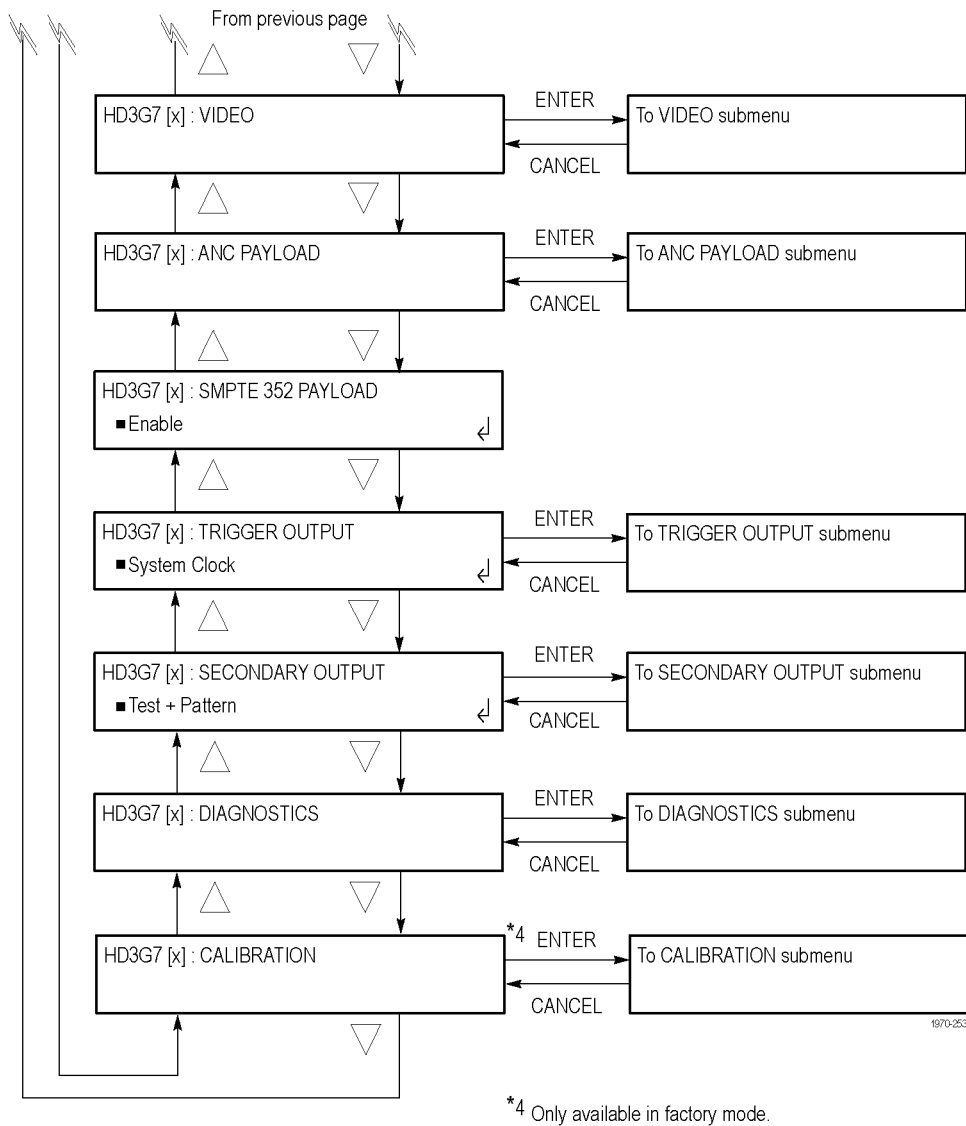 From previous page
HD3G7 [x] : VIDEO
ENTER
To VIDEO submenu
CANCEL
HD3G7 [x] : ANC PAYLOAD
ENTER
To ANC PAYLOAD submenu
CANCEL
HD3G7 [x] : SMPTE 352 PAYLOAD
■ Enable
HD3G7 [x] : TRIGGER OUTPUT
■ System Clock
ENTER
To TRIGGER OUTPUT submenu
CANCEL
HD3G7 [x] : SECONDARY OUTPUT
■ Test + Pattern
ENTER
To SECONDARY OUTPUT submenu
CANCEL
HD3G7 [x] : DIAGNOSTICS
ENTER
To DIAGNOSTICS submenu
CANCEL
HD3G7 [x] : CALIBRATION
*4 ENTER
To CALIBRATION submenu
CANCEL
1970-253
*4 Only available in factory mode.